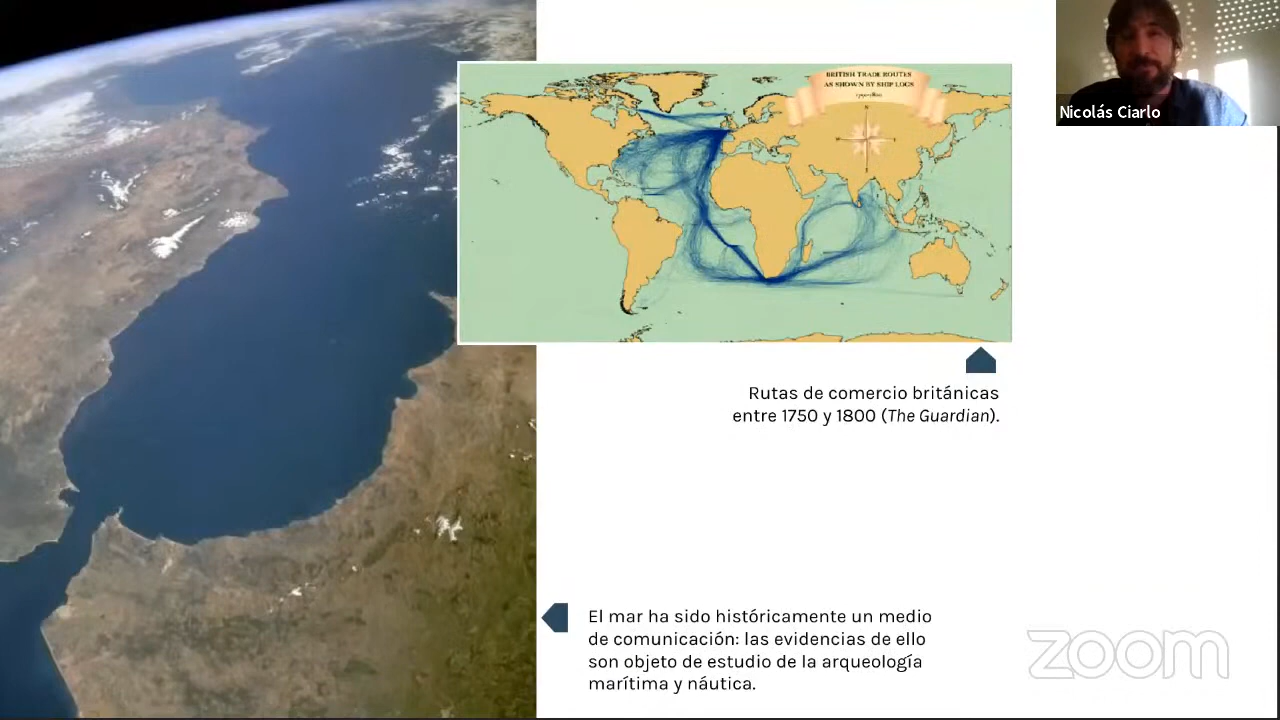 BRITISH TRADE ROUTES
AS SHOWN BY SHIP LOGS
N
Nicolás Ciarlo
Rutas de comercio británicas
entre 1750 y 1800 (The Guardian).
El mar ha sido históricamente un medio
de comunicación: las evidencias de ello
son objeto de estudio de la arqueología
marítima y náutica.
zoom